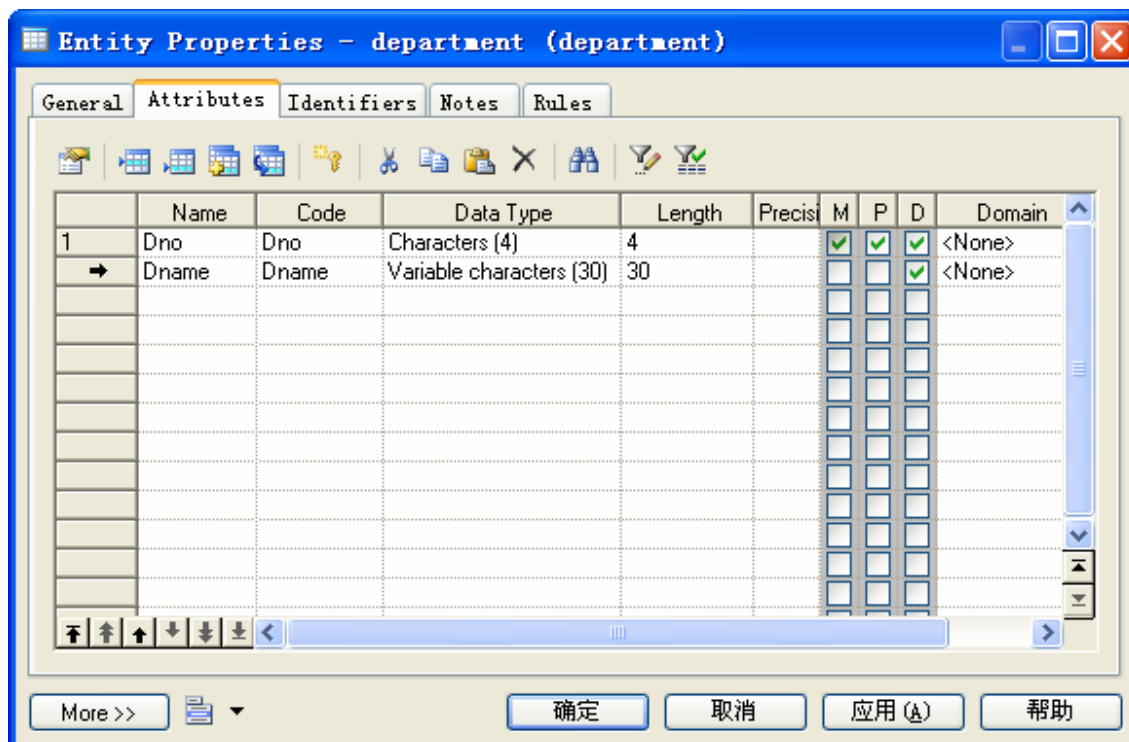 Entity Properties - department (department)
General Attributes Identifiers Notes Rules
Name Code Data Type Length Precisi M P D Domain
1 Dno Dno Characters (4) 4 <None>
Dname Dname Variable characters (30) 30 <None>
More >> 确定 取消 应用(A) 帮助